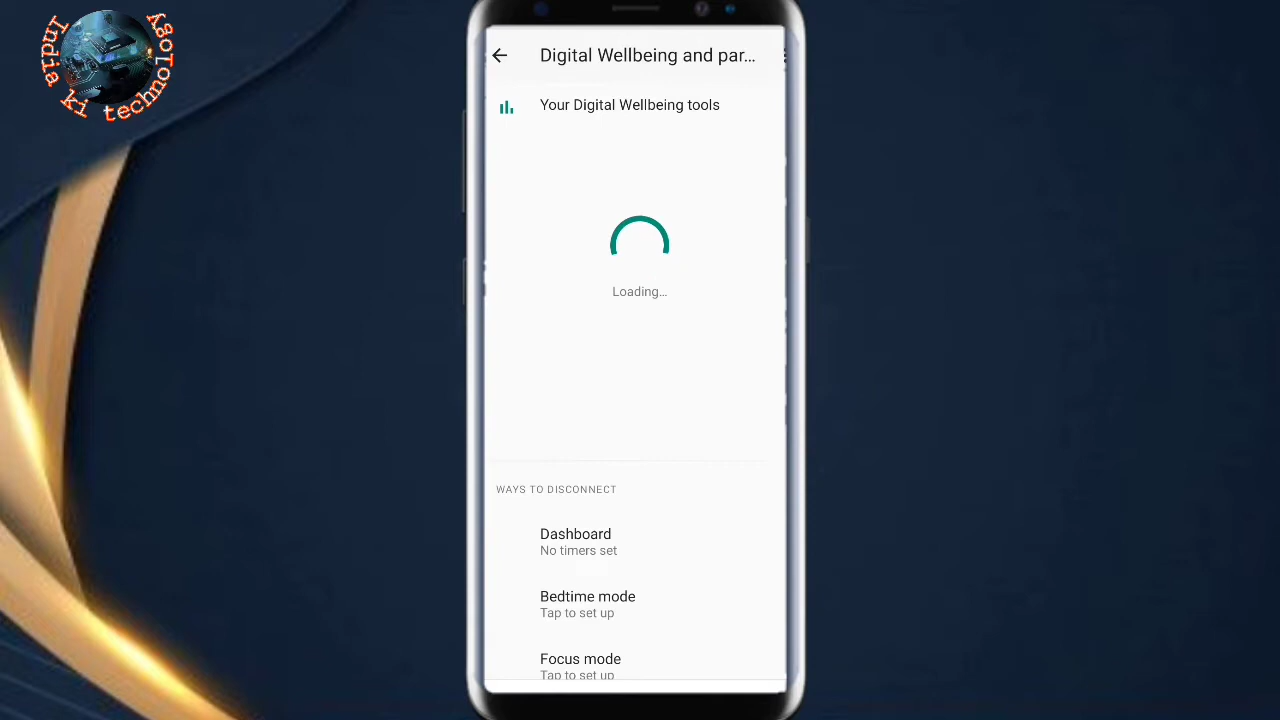 India ki technology
Digital Wellbeing and par...
Your Digital Wellbeing tools
Loading...
WAYS TO DISCONNECT
Dashboard
No timers set
Bedtime mode
Tap to set up
Focus mode
Tap to set up